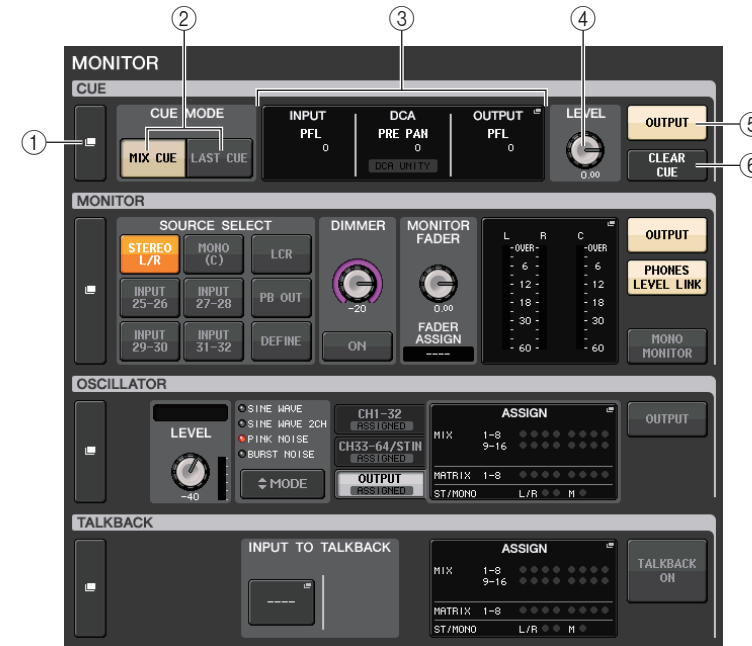 ② ③ ④
MONITOR
CUE
①
CUE MODE
MIX CUE LAST CUE
INPUT DCA OUTPUT
PFL PRE PAN PFL
0 0 0
DCA UNITY
LEVEL
0.00
OUTPUT ⑤
CLEAR CUE ⑥
MONITOR
SOURCE SELECT
STEREO L/R MONO (C) LCR
INPUT 25-26 INPUT 27-28 PB OUT
INPUT 29-30 INPUT 31-32 DEFINE
DIMMER
-20
ON
MONITOR FADER
0.00
FADER ASSIGN
----
L R C
-OVER- -OVER
- 6 - - 6
- 12 - - 12
- 18 - - 18
- 30 - - 30
- 60 - - 60
OUTPUT
PHONES LEVEL LINK
MONO MONITOR
OSCILLATOR
LEVEL
-40
SINE WAVE
SINE WAVE 2CH
PINK NOISE
BURST NOISE
MODE
CH1-32
ASSIGNED
CH33-64/STIN
ASSIGNED
OUTPUT
ASSIGNED
ASSIGN
MIX 1-8
9-16
MATRIX 1-8
ST/MONO L/R M
OUTPUT
TALKBACK
INPUT TO TALKBACK
----
ASSIGN
MIX 1-8
9-16
MATRIX 1-8
ST/MONO L/R M
TALKBACK ON